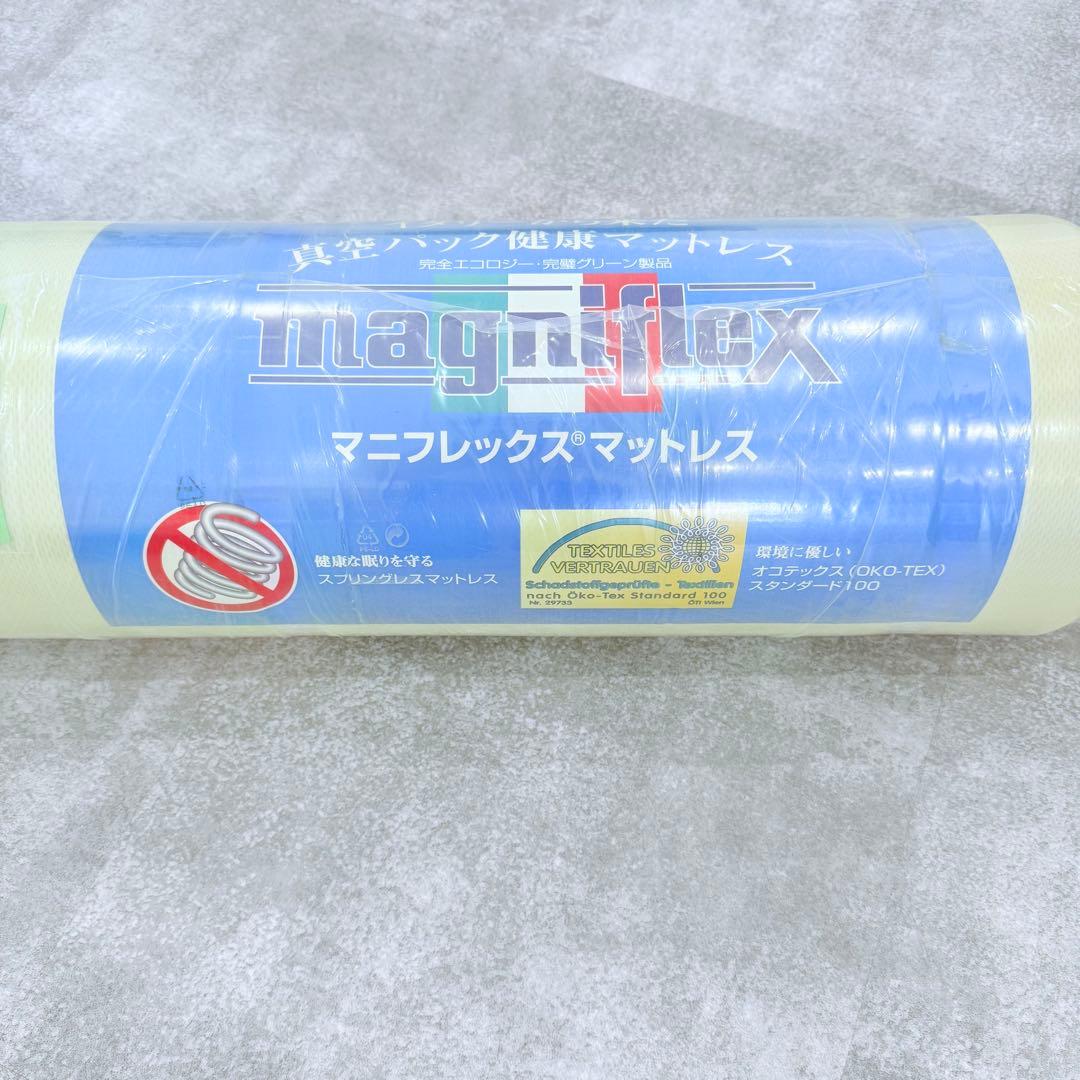 真空パック健康マットレス
完全エコロジー・完璧グリーン製品
magniflex
マニフレックス®マットレス
健康な眠りを守る
スプリングレスマットレス
TEXTILES
VERTRAUEN
Schadstoffgeprüfte - Textilien
nach Öko-Tex Standard 100
Nr. 29733 ÖTI Wien
環境に優しい
オコテックス（OKO-TEX）
スタンダード100